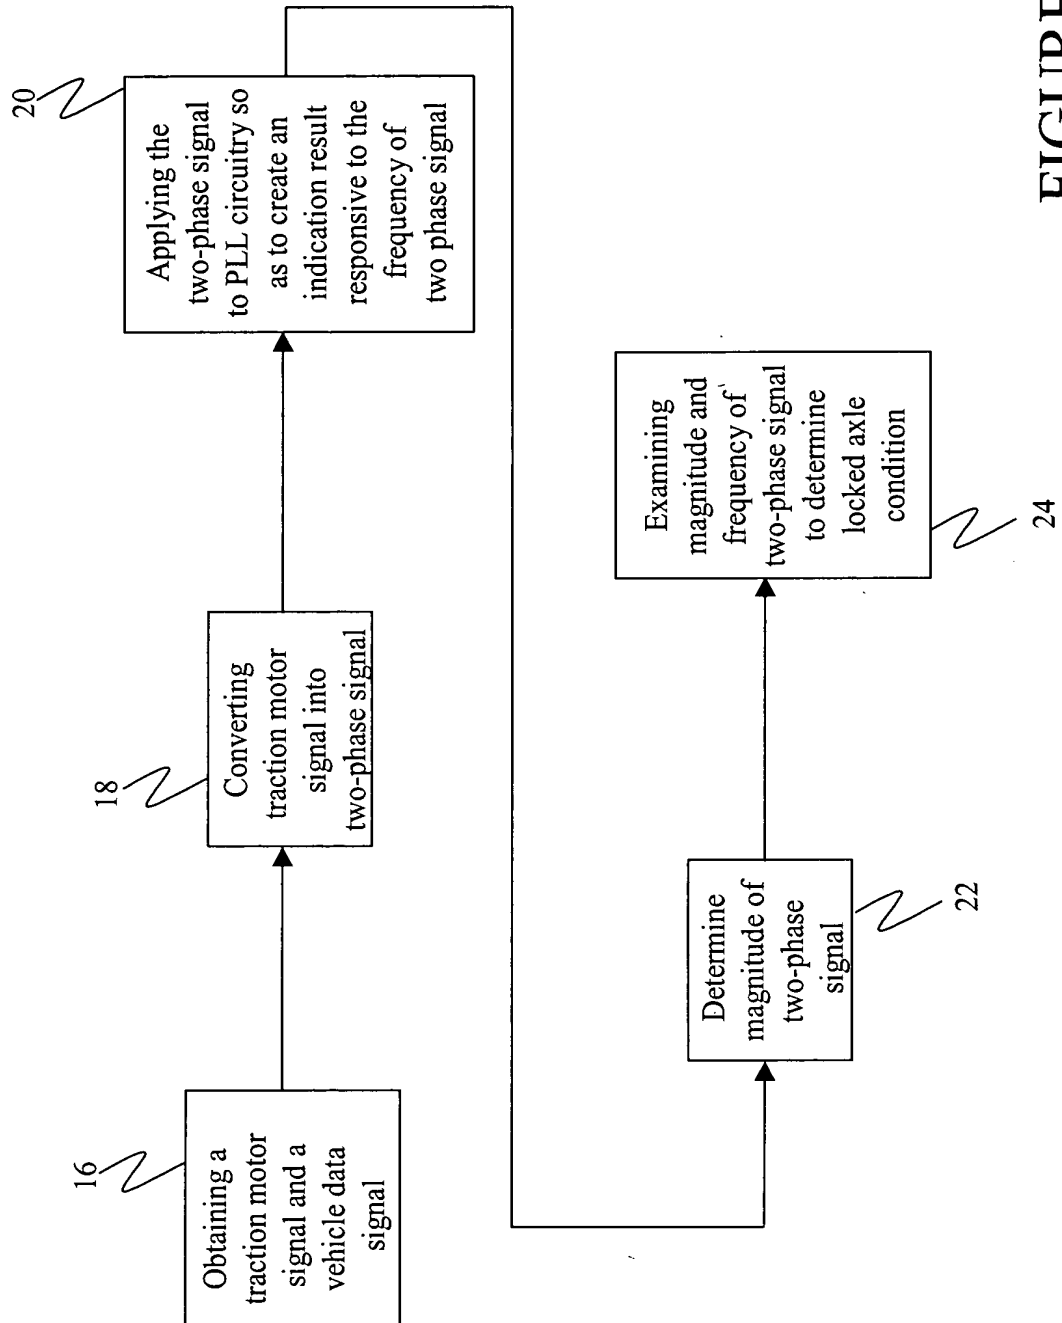 16
Obtaining a
traction motor
signal and a
vehicle data
signal
18
Converting
traction motor
signal into
two-phase signal
20
Applying the
two-phase signal
to PLL circuitry so
as to create an
indication result
responsive to the
frequency of
two phase signal
Determine
magnitude of
two-phase
signal
22
Examining
magnitude and
frequency of
two-phase signal
to determine
locked axle
condition
24
FIGURE